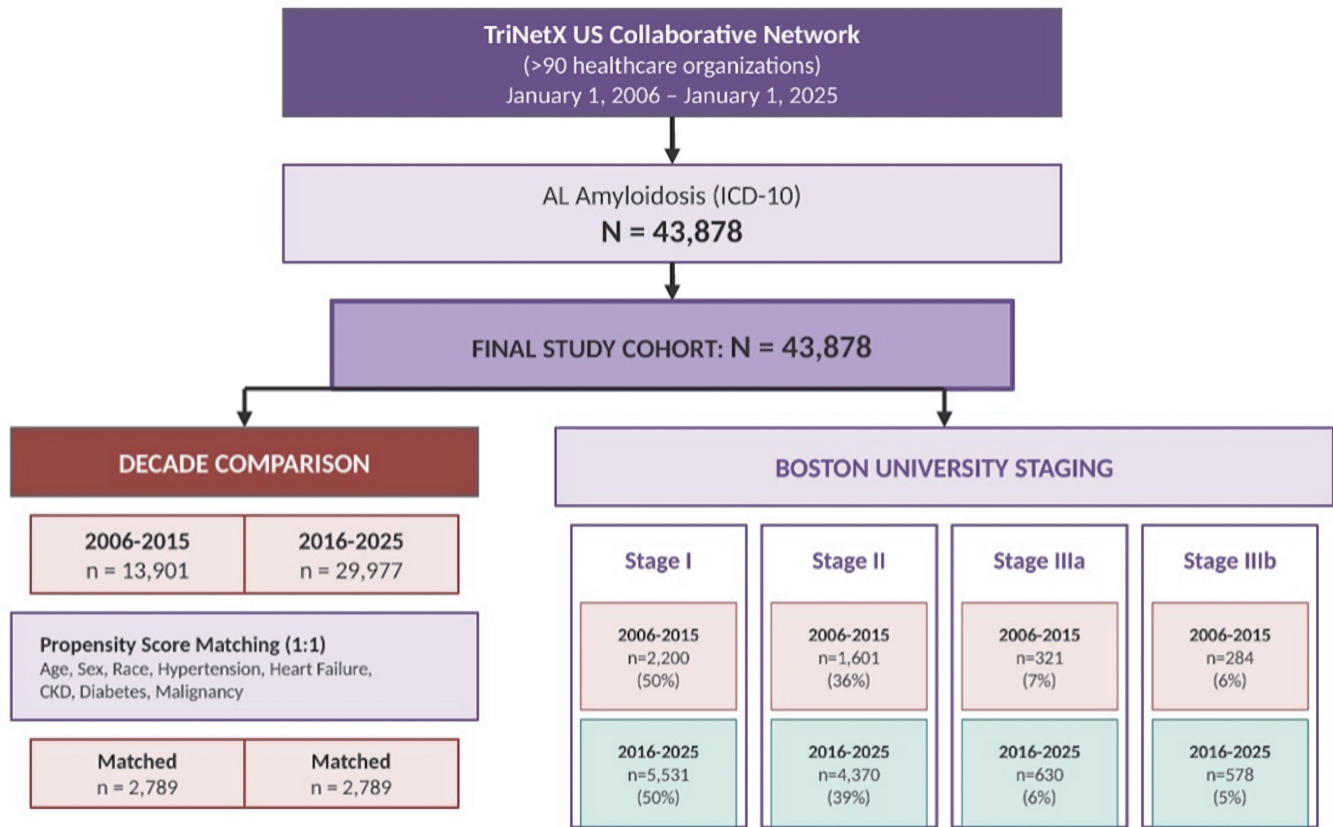 TriNetX US Collaborative Network
(>90 healthcare organizations)
January 1, 2006 – January 1, 2025
AL Amyloidosis (ICD-10)
N = 43,878
FINAL STUDY COHORT: N = 43,878
DECADE COMPARISON
2006-2015
n = 13,901
2016-2025
n = 29,977
Propensity Score Matching (1:1)
Age, Sex, Race, Hypertension, Heart Failure,
CKD, Diabetes, Malignancy
Matched
n = 2,789
Matched
n = 2,789
BOSTON UNIVERSITY STAGING
Stage I
2006-2015
n=2,200
(50%)
2016-2025
n=5,531
(50%)
Stage II
2006-2015
n=1,601
(36%)
2016-2025
n=4,370
(39%)
Stage IIIa
2006-2015
n=321
(7%)
2016-2025
n=630
(6%)
Stage IIIb
2006-2015
n=284
(6%)
2016-2025
n=578
(5%)